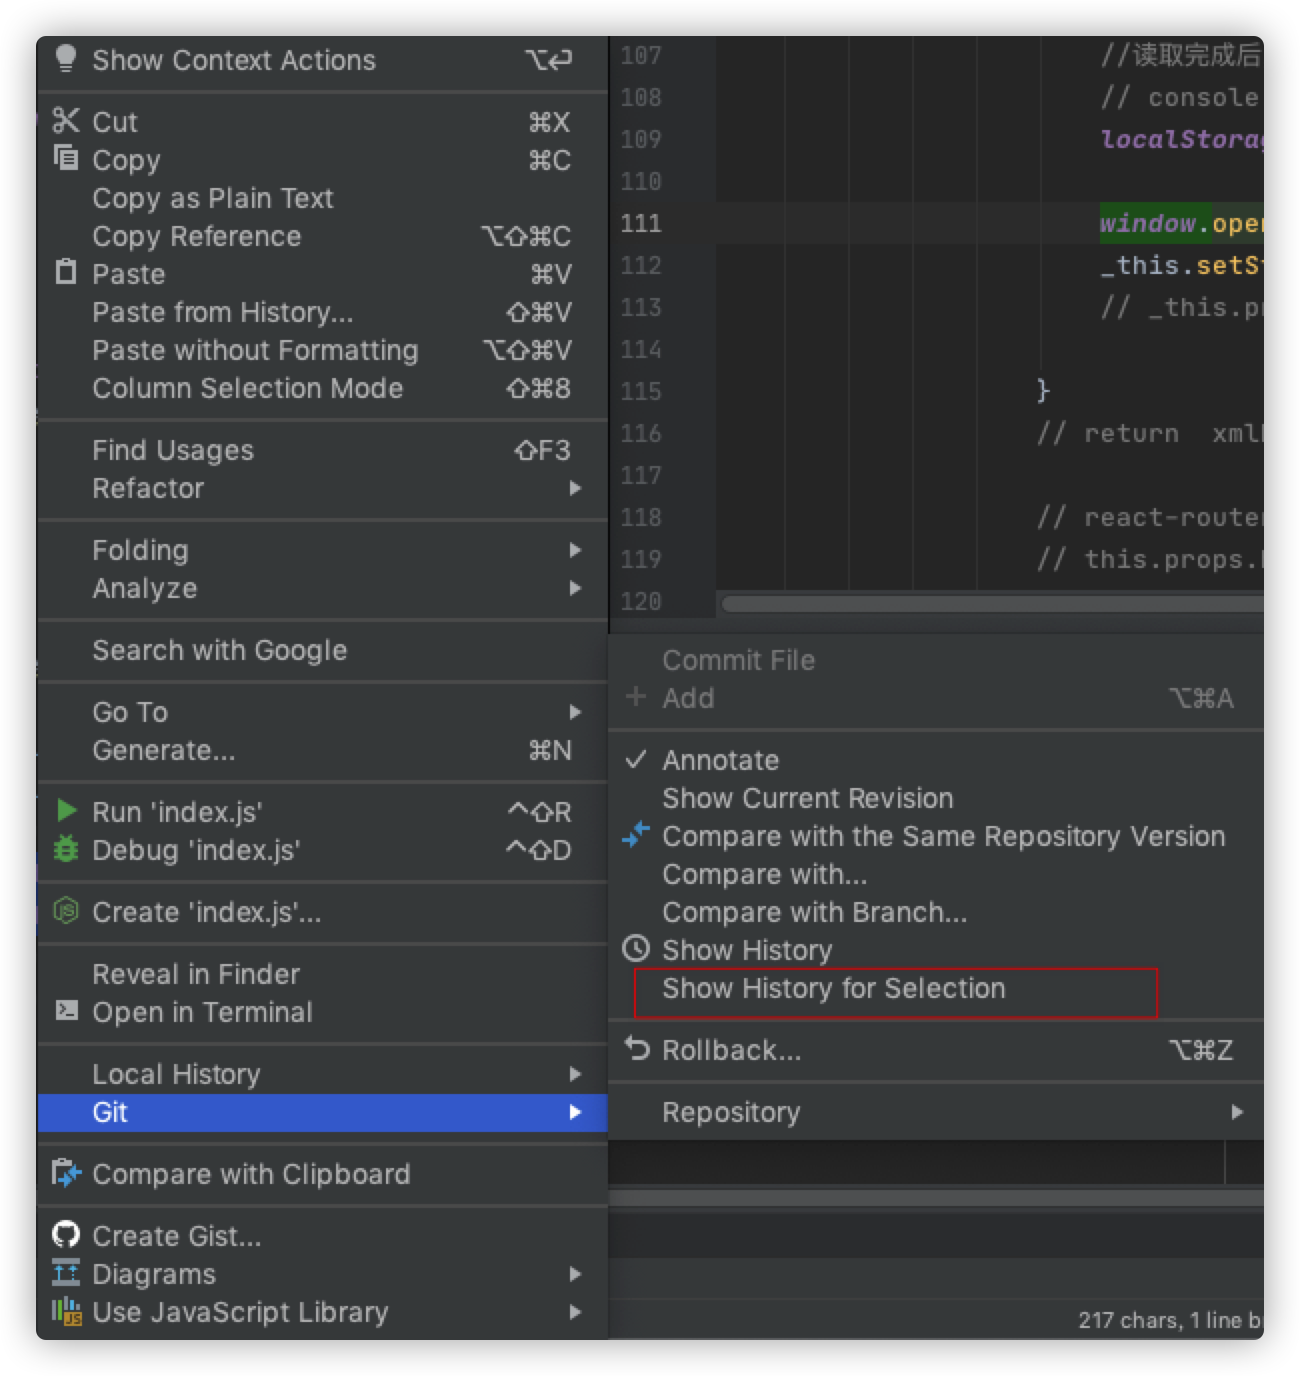 Show Context Actions ⌥⏎
Cut ⌘X
Copy ⌘C
Copy as Plain Text
Copy Reference ⌥⇧⌘C
Paste ⌘V
Paste from History... ⇧⌘V
Paste without Formatting ⌥⇧⌘V
Column Selection Mode ⇧⌘8
Find Usages ⇧F3
Refactor
Folding
Analyze
Search with Google
Go To
Generate... ⌘N
Run 'index.js' ^⇧R
Debug 'index.js' ^⇧D
Create 'index.js'...
Reveal in Finder
Open in Terminal
Local History
Git
Compare with Clipboard
Create Gist...
Diagrams
Use JavaScript Library
107 //读取完成后
108 // console
109 localStora
110
111 window.ope
112 _this.setS
113 // _this.p
114
115 }
116 // return xml
117
118 // react-route
119 // this.props.
120
Commit File
Add ⌥⌘A
Annotate
Show Current Revision
Compare with the Same Repository Version
Compare with...
Compare with Branch...
Show History
Show History for Selection
Rollback... ⌥⌘Z
Repository
217 chars, 1 line b